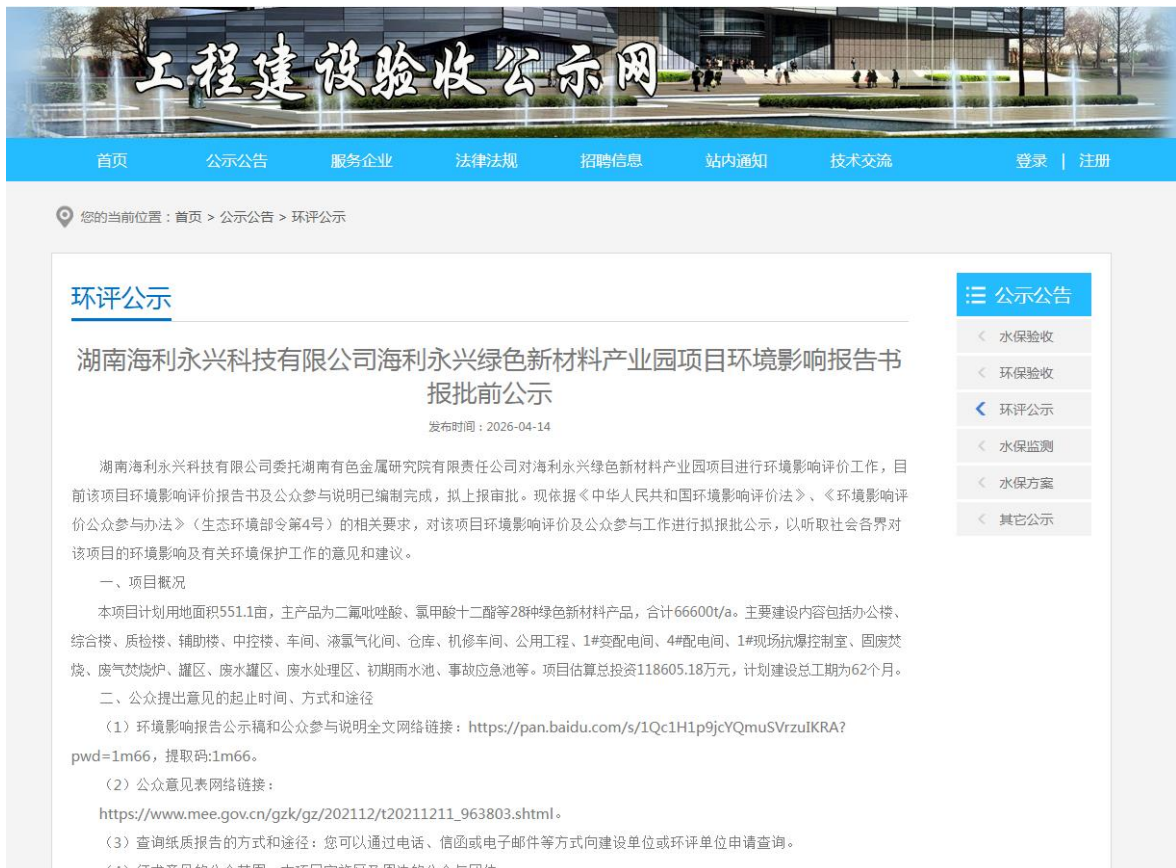 工程建设验收公示网
首页 公示公告 服务企业 法律法规 招聘信息 站内通知 技术交流 登录 | 注册
您的当前位置：首页 > 公示公告 > 环评公示
环评公示
湖南海利永兴科技有限公司海利永兴绿色新材料产业园项目环境影响报告书
报批前公示
发布时间：2026-04-14
湖南海利永兴科技有限公司委托湖南有色金属研究院有限责任公司对海利永兴绿色新材料产业园项目进行环境影响评价工作，目
前该项目环境影响评价报告书及公众参与说明已编制完成，拟上报审批。现依据《中华人民共和国环境影响评价法》、《环境影响评
价公众参与办法》（生态环境部令第4号）的相关要求，对该项目环境影响评价及公众参与工作进行拟报批公示，以听取社会各界对
该项目的环境影响及有关环境保护工作的意见和建议。
一、项目概况
本项目计划用地面积551.1亩，主产品为二氟吡唑酸、氯甲酸十二酯等28种绿色新材料产品，合计66600t/a。主要建设内容包括办公楼、
综合楼、质检楼、辅助楼、中控楼、车间、液氯气化间、仓库、机修车间、公用工程、1#变配电间、4#配电间、1#现场抗爆控制室、固废焚
烧、废气焚烧炉、罐区、废水罐区、废水处理区、初期雨水池、事故应急池等。项目估算总投资118605.18万元，计划建设总工期为62个月。
二、公众提出意见的起止时间、方式和途径
（1）环境影响报告公示稿和公众参与说明全文网络链接：https://pan.baidu.com/s/1Qc1H1p9jcYQmuSVrzuIKRA?
pwd=1m66，提取码:1m66。
（2）公众意见表网络链接：
https://www.mee.gov.cn/gzk/gz/202112/t20211211_963803.shtml。
（3）查询纸质报告的方式和途径：您可以通过电话、信函或电子邮件等方式向建设单位或环评单位申请查询。
公示公告
水保验收
环保验收
环评公示
水保监测
水保方案
其它公示